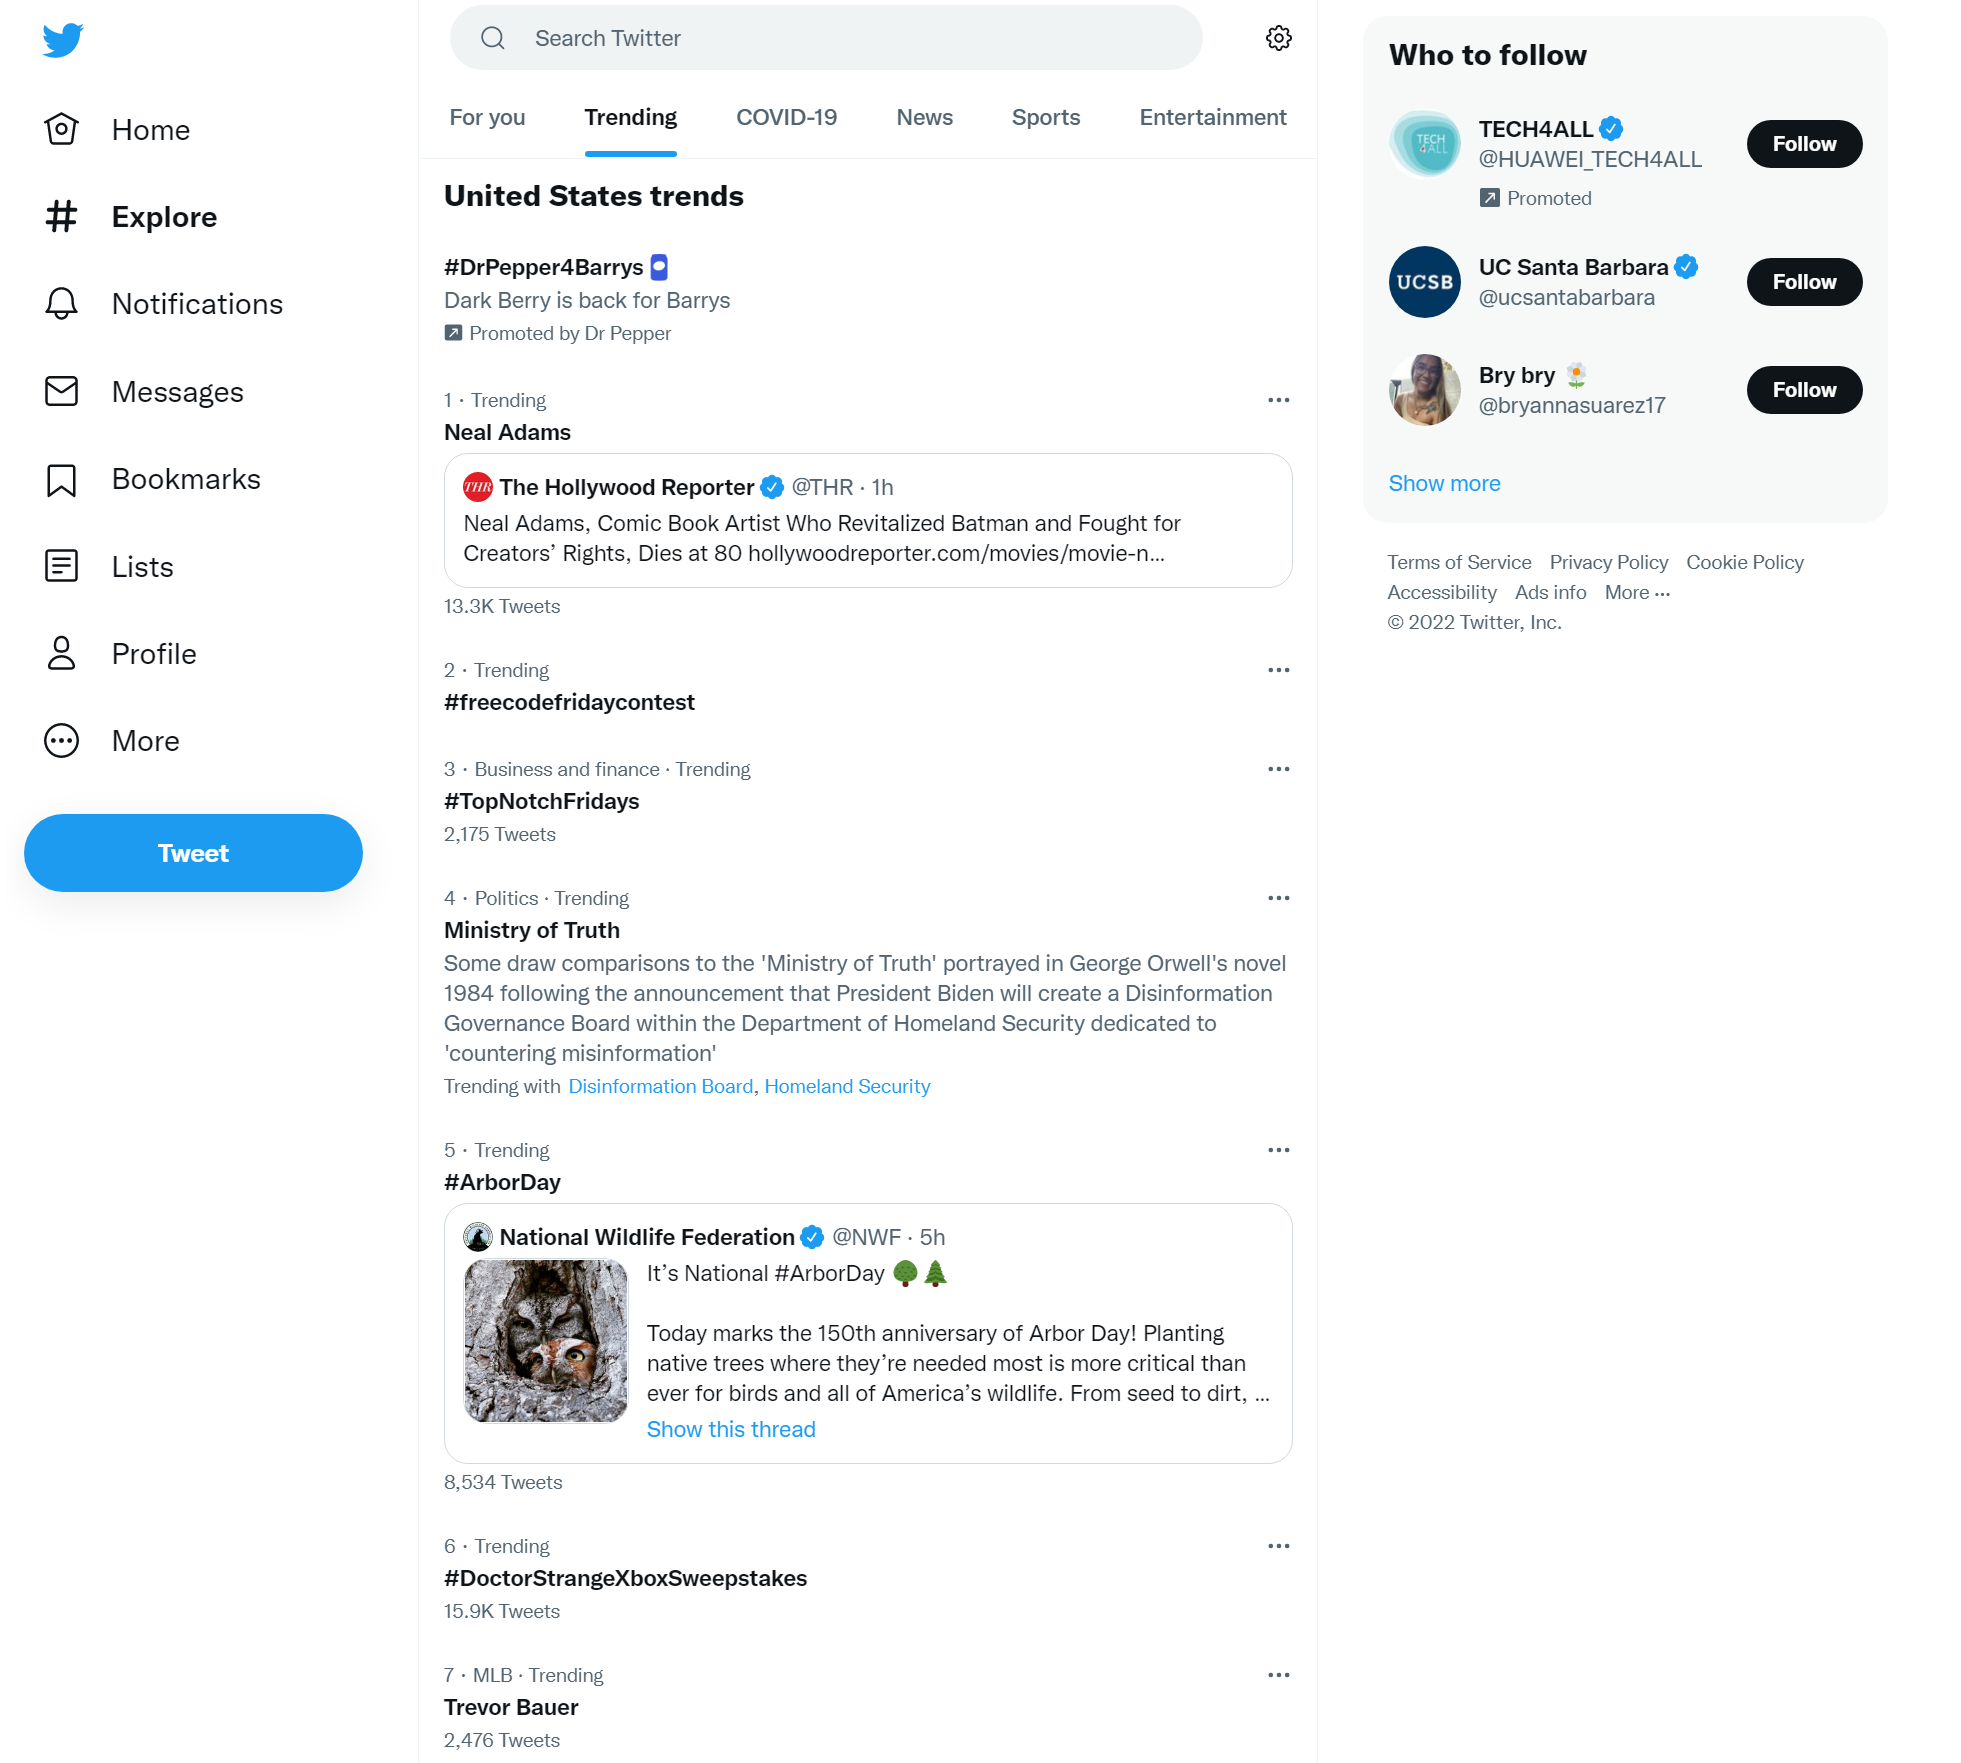 Home
Explore
Notifications
Messages
Bookmarks
Lists
Profile
More
Tweet
Search Twitter
For you Trending COVID-19 News Sports Entertainment
United States trends
#DrPepper4Barrys
Dark Berry is back for Barrys
Promoted by Dr Pepper
1 · Trending
Neal Adams
THR The Hollywood Reporter @THR · 1h
Neal Adams, Comic Book Artist Who Revitalized Batman and Fought for
Creators’ Rights, Dies at 80 hollywoodreporter.com/movies/movie-n...
13.3K Tweets
2 · Trending
#freecodefridaycontest
3 · Business and finance · Trending
#TopNotchFridays
2,175 Tweets
4 · Politics · Trending
Ministry of Truth
Some draw comparisons to the 'Ministry of Truth' portrayed in George Orwell's novel
1984 following the announcement that President Biden will create a Disinformation
Governance Board within the Department of Homeland Security dedicated to
'countering misinformation'
Trending with Disinformation Board, Homeland Security
5 · Trending
#ArborDay
National Wildlife Federation @NWF · 5h
It’s National #ArborDay 🌳🌲
Today marks the 150th anniversary of Arbor Day! Planting
native trees where they’re needed most is more critical than
ever for birds and all of America’s wildlife. From seed to dirt, ...
Show this thread
8,534 Tweets
6 · Trending
#DoctorStrangeXboxSweepstakes
15.9K Tweets
7 · MLB · Trending
Trevor Bauer
2,476 Tweets
Who to follow
TECH
4ALL
TECH4ALL
@HUAWEI_TECH4ALL
Follow
Promoted
UCSB
UC Santa Barbara
@ucsantabarbara
Follow
Bry bry 🌼
@bryannasuarez17
Follow
Show more
Terms of Service Privacy Policy Cookie Policy
Accessibility Ads info More ···
© 2022 Twitter, Inc.